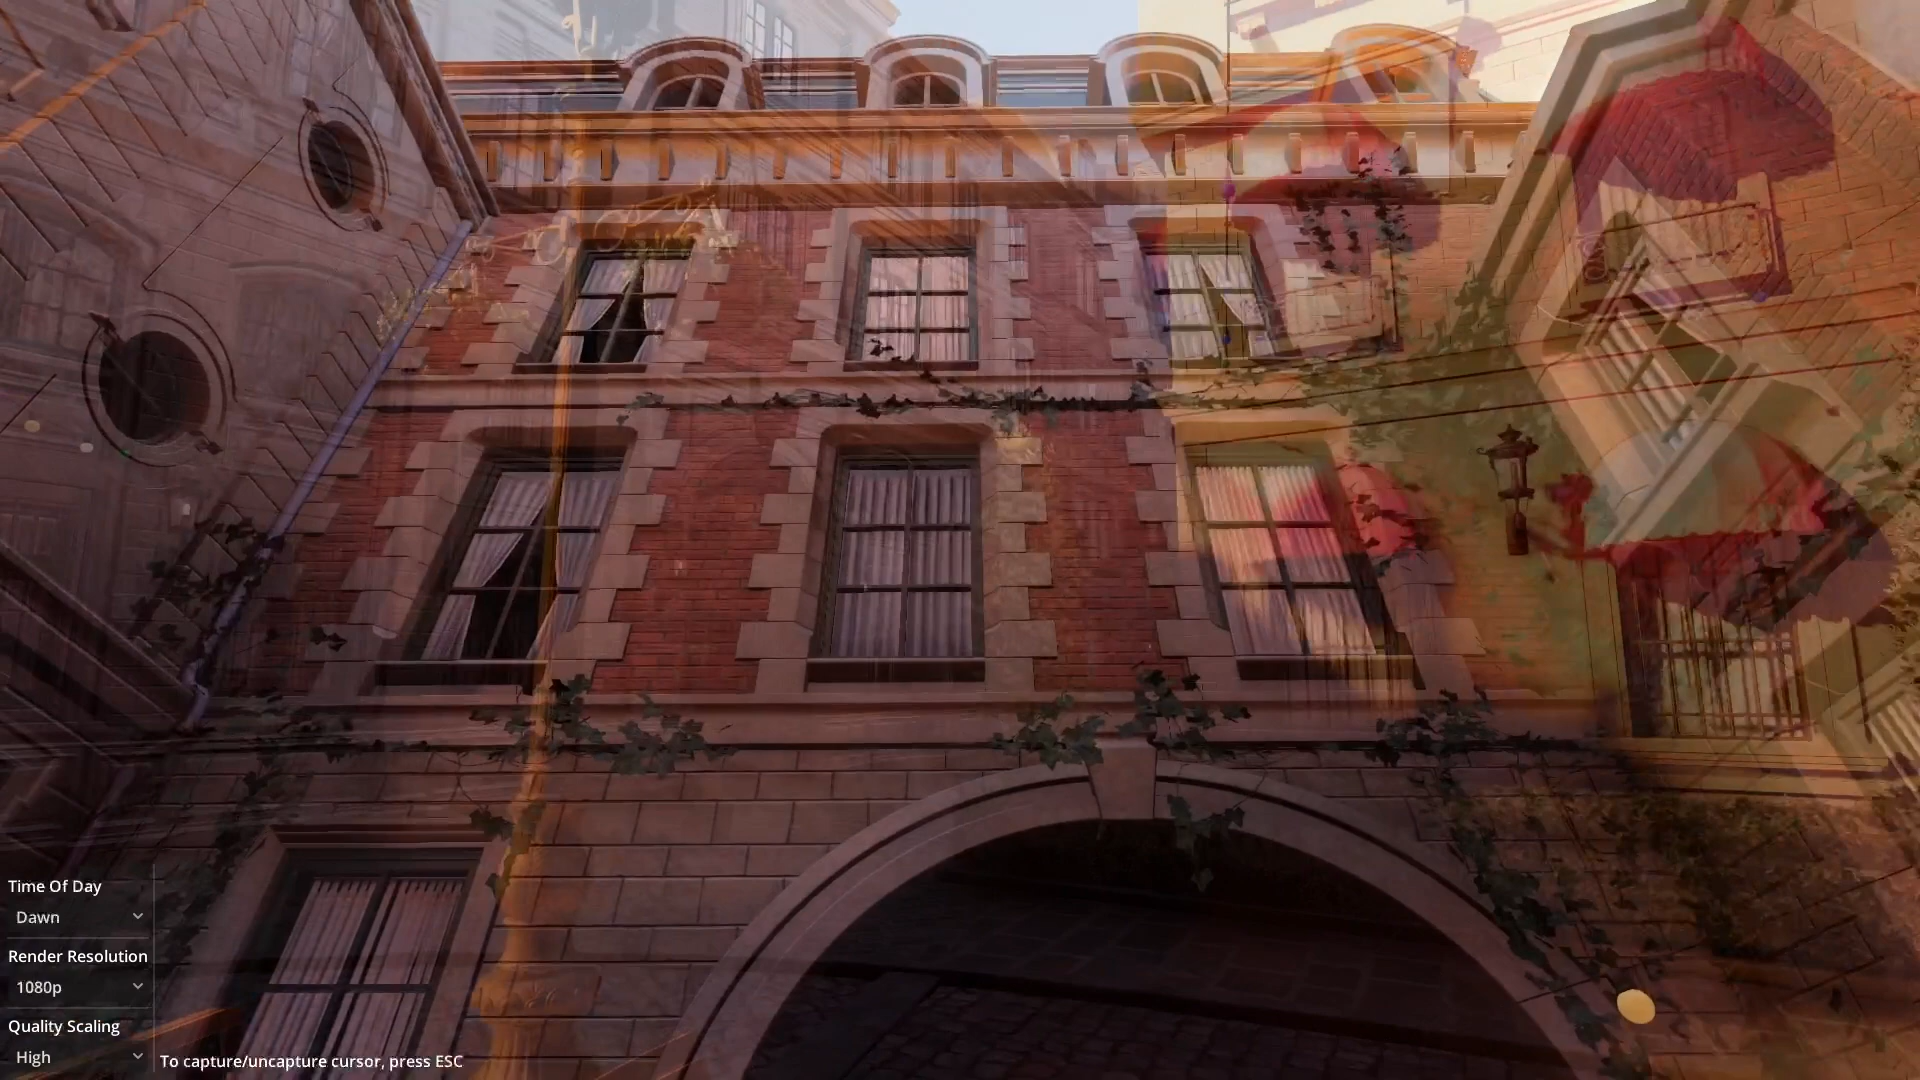 Time Of Day
Dawn
Render Resolution
1080p
Quality Scaling
High
To capture/uncapture cursor, press ESC